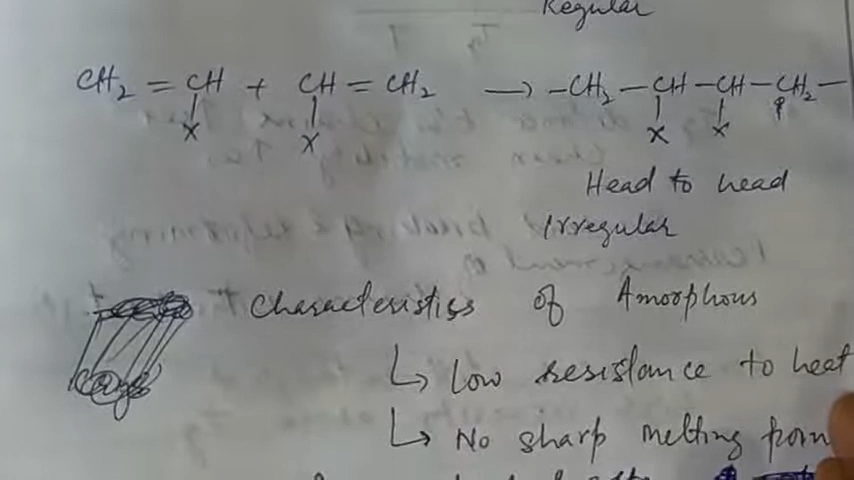 Regular
CH2 = CH + CH = CH2 → -CH2 - CH - CH - CH2 -
X X X X
Head to head
Irregular
Characteristics of Amorphous
↳ Low resistance to heat
↳ No sharp melting